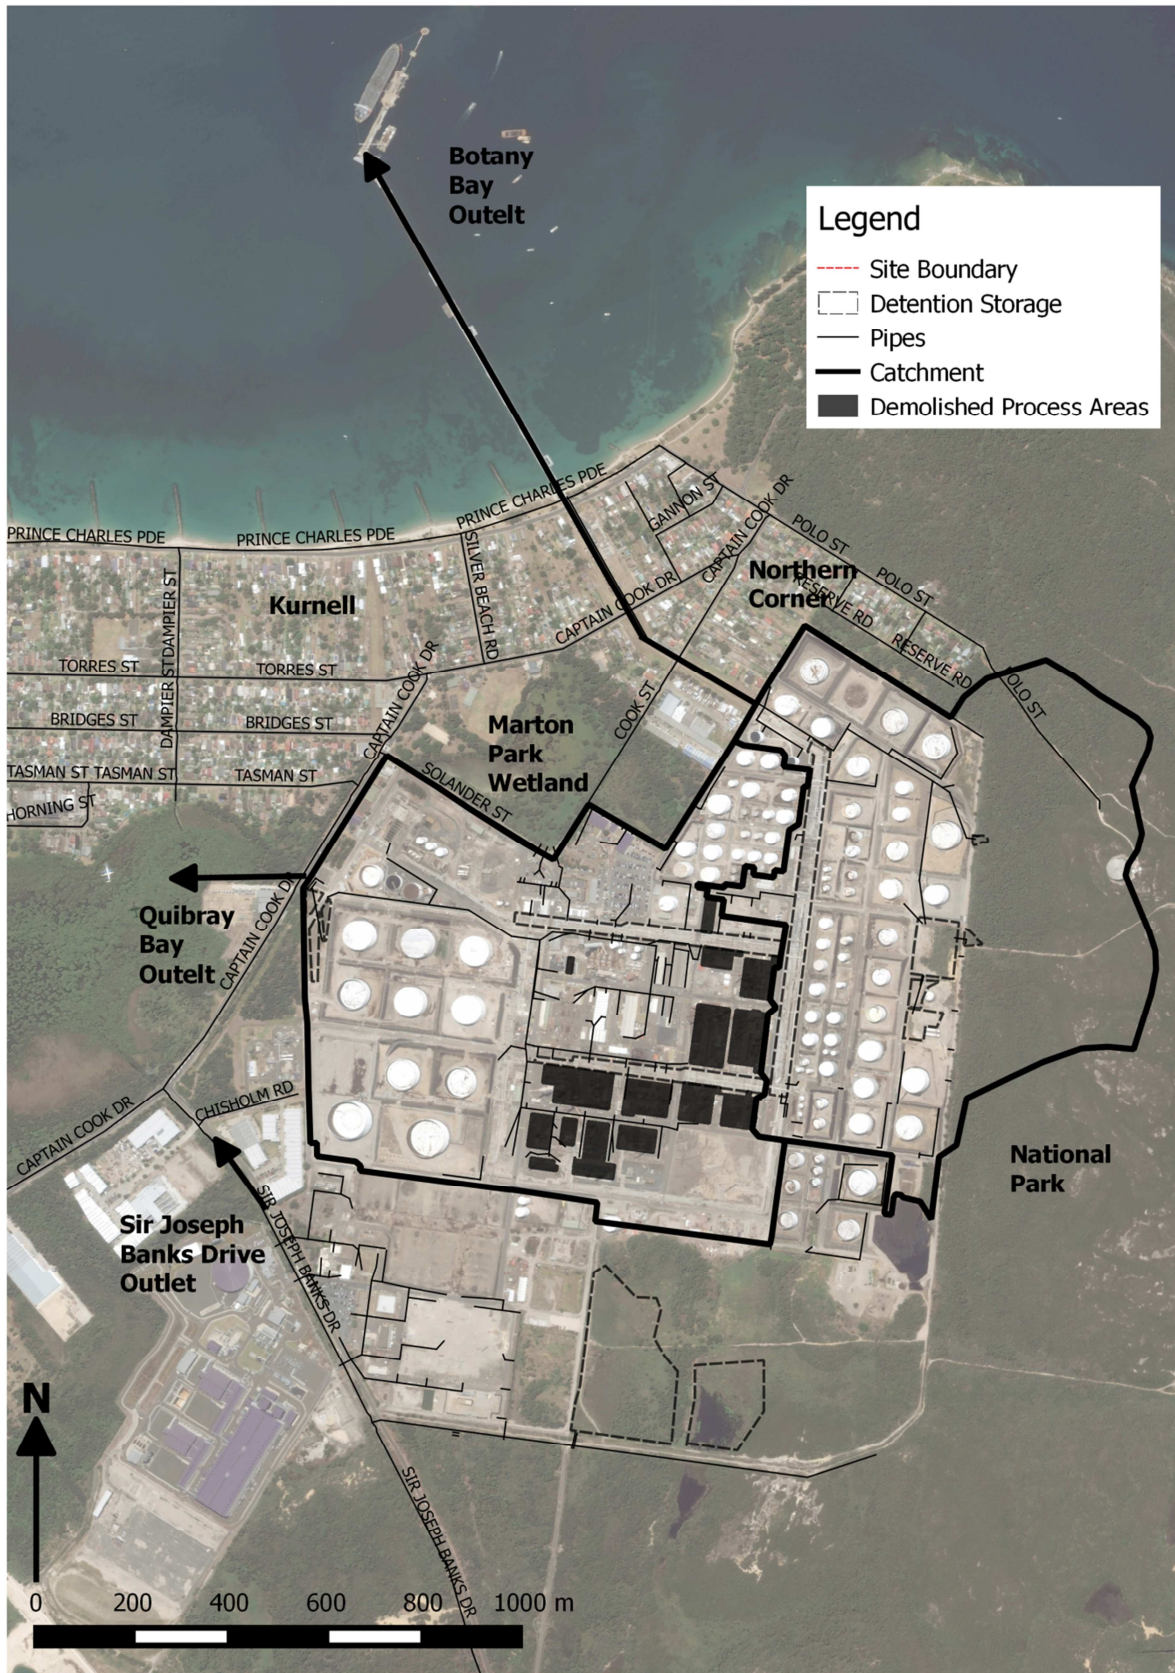 Botany
Bay
Outelt
Legend
Site Boundary
Detention Storage
Pipes
Catchment
Demolished Process Areas
PRINCE CHARLES PDE
PRINCE CHARLES PDE
PRINCE CHARLES PDE
GANNON ST
CAPTAIN COOK DR
POLO ST
POLO ST
Northern
Corner
RESERVE RD
RESERVE RD
POLO ST
SILVER BEACH RD
CAPTAIN COOK DR
Kurnell
DAMPIER ST
DAMPIER ST
TORRES ST
TORRES ST
CAPTAIN COOK DR
BRIDGES ST
BRIDGES ST
COOK ST
Marton
Park
Wetland
TASMAN ST
TASMAN ST
TASMAN ST
SOLANDER ST
HORNING ST
Quibray
Bay
Outelt
CAPTAIN COOK DR
CAPTAIN COOK DR
CHISHOLM RD
National
Park
Sir Joseph
Banks Drive
Outlet
SIR JOSEPH BANKS DR
SIR JOSEPH BANKS DR
N
0 200 400 600 800 1000 m